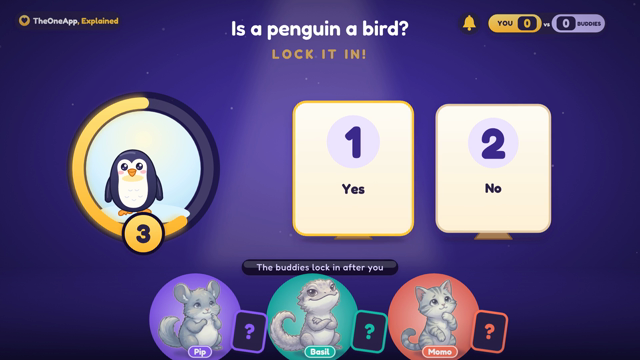 TheOneApp, Explained
Is a penguin a bird?
LOCK IT IN!
YOU 0 vs 0 BUDDIES
3
1
Yes
2
No
The buddies lock in after you
?
?
?
Pip
Basil
Momo